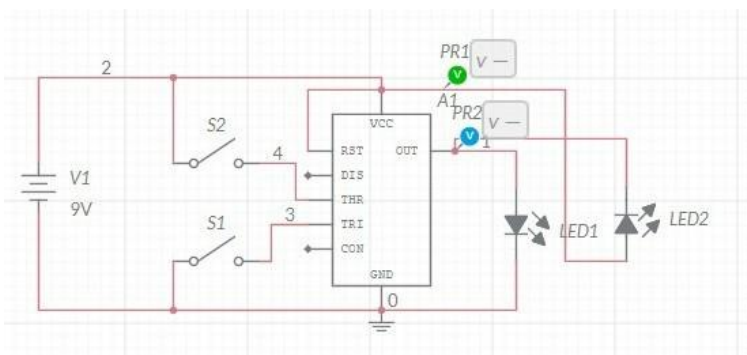 PR1
V —
V
2
A1
PR2
V —
V
1
VCC
S2
RST
OUT
4
DIS
V1
THR
9V
S1
3
TRI
LED1
LED2
CON
GND
0